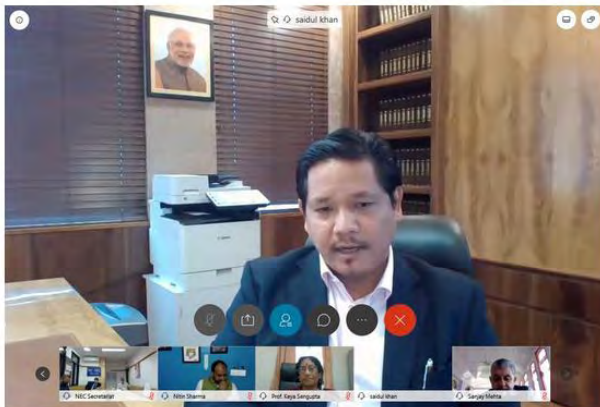 saidul khan
NEC Secretariat
Nitin Sharma
Prof. Keya Sengupta
saidul khan
Sanjay Mehta